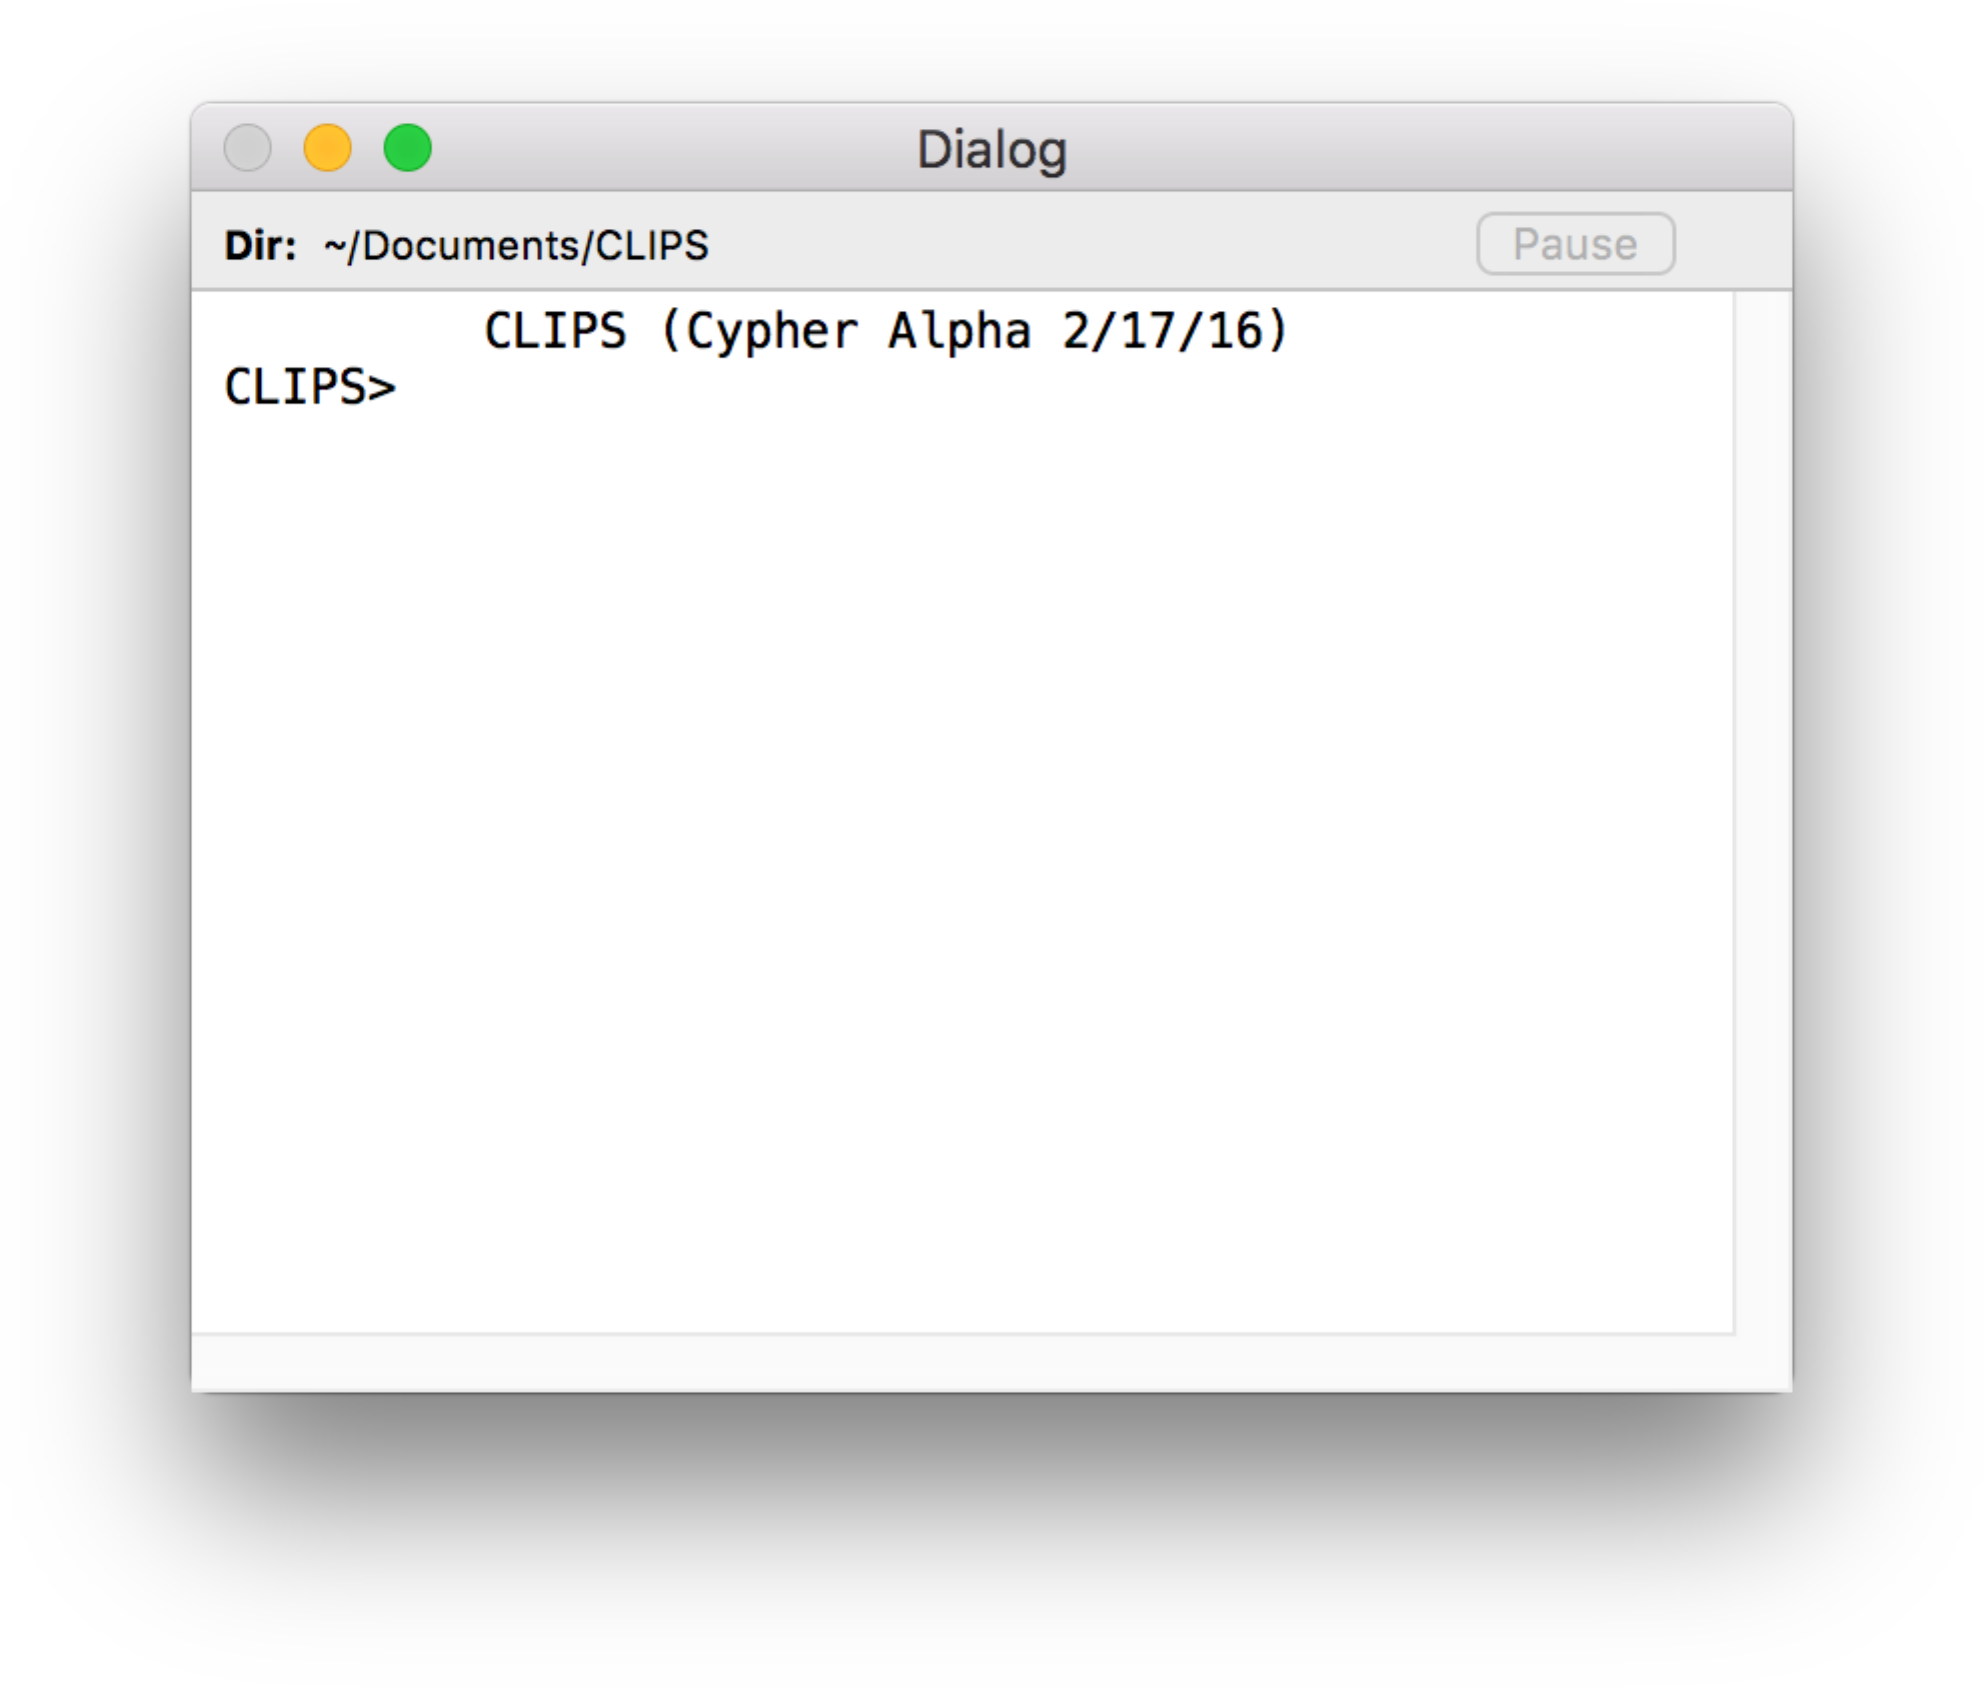 Dialog
Dir: ~/Documents/CLIPS Pause
CLIPS (Cypher Alpha 2/17/16)
CLIPS>